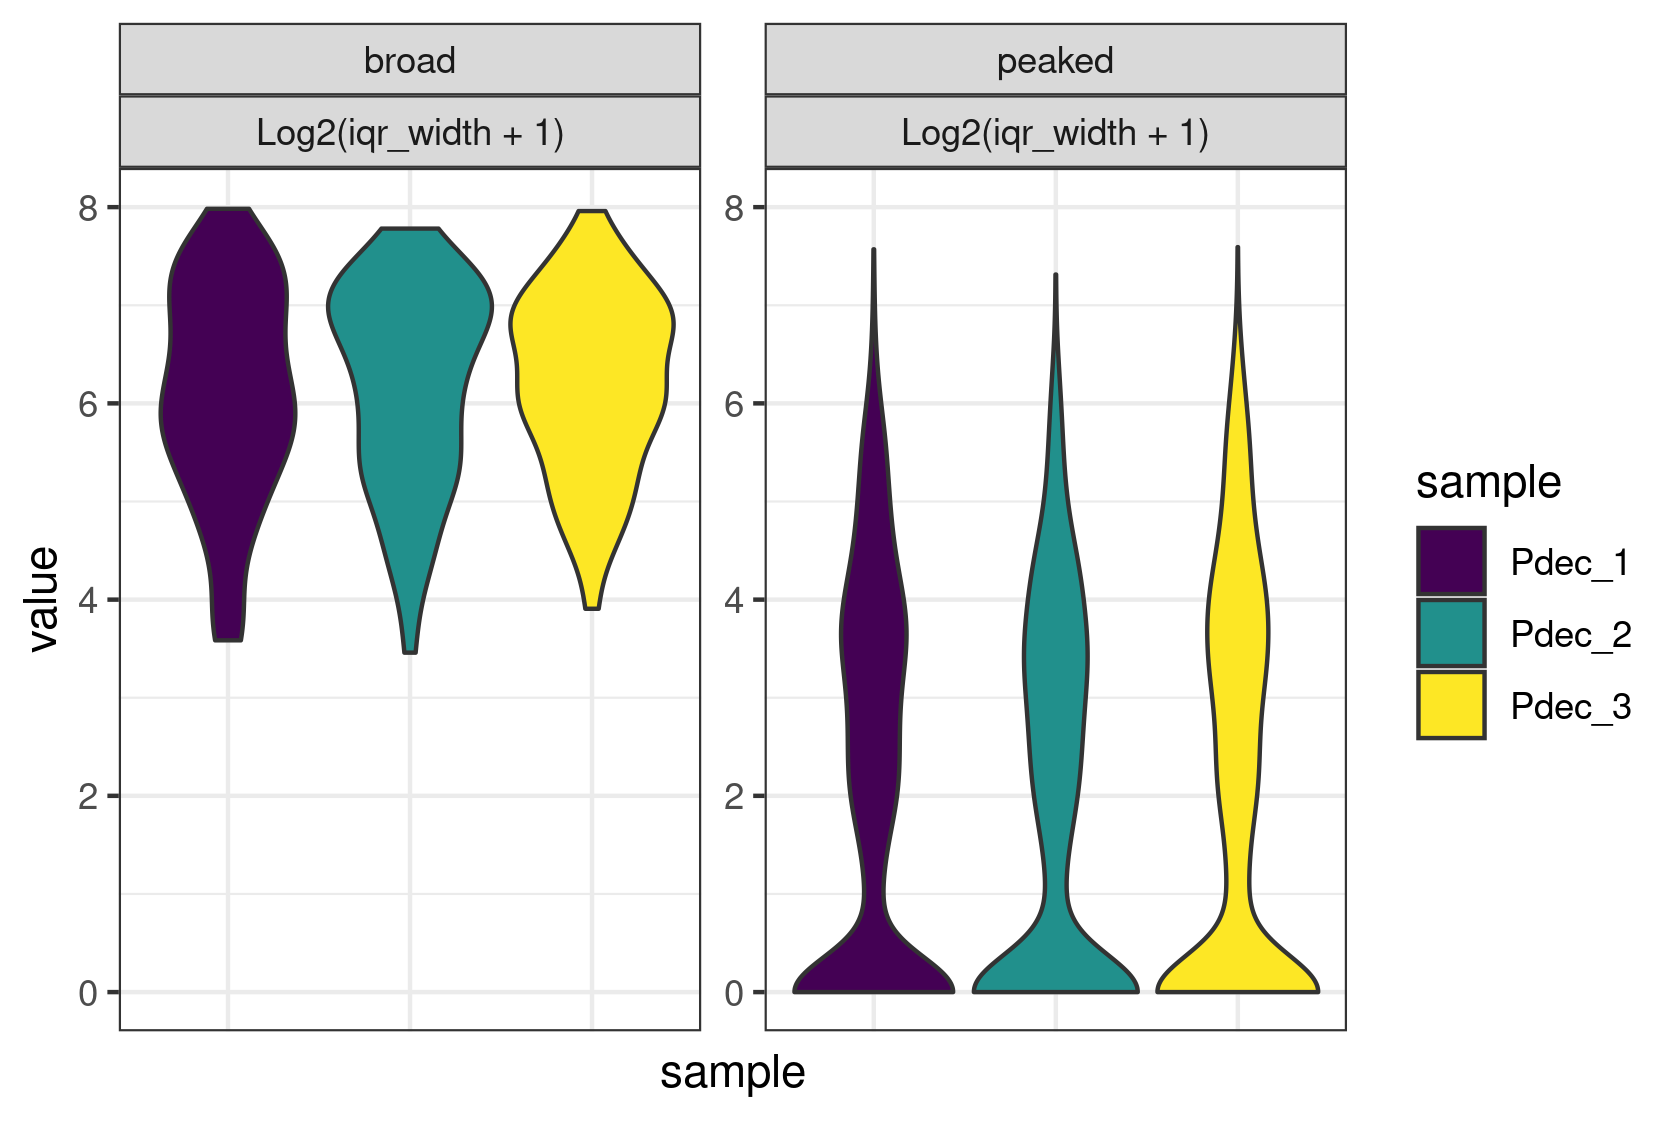 broad
peaked
Log2(iqr_width + 1)
Log2(iqr_width + 1)
8
6
4
2
0
8
6
4
2
0
value
sample
sample
Pdec_1
Pdec_2
Pdec_3